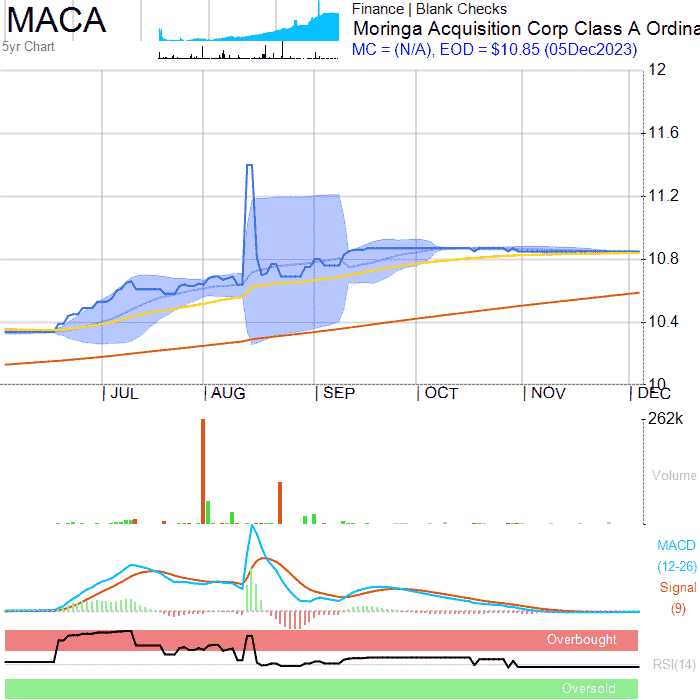 MACA
5yr Chart
Finance | Blank Checks
Moringa Acquisition Corp Class A Ordina
MC = (N/A), EOD = $10.85 (05Dec2023)
12
11.6
11.2
10.8
10.4
10
JUL AUG SEP OCT NOV DEC
262k
Volume
MACD
(12-26)
Signal
(9)
Overbought
RSI(14)
Oversold